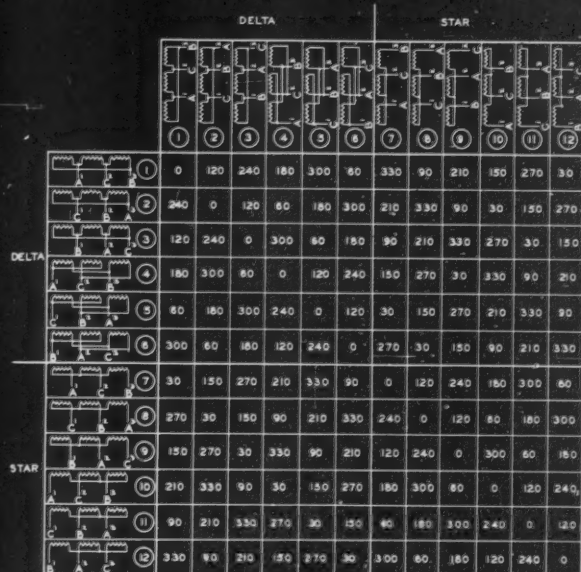 DELTA STAR
1 2 3 4 5 6 7 8 9 10 11 12
1 0 120 240 180 300 60 330 90 210 150 270 30
C B A 2 240 0 120 60 180 300 210 330 90 30 150 270
B A C 3 120 240 0 300 60 180 90 210 330 270 30 150
DELTA
A C B 4 180 300 60 0 120 240 150 270 30 330 90 210
C B A 5 60 180 300 240 0 120 30 150 270 210 330 90
B A C 6 300 60 180 120 240 0 270 30 150 90 210 330
A C B 7 30 150 270 210 330 90 0 120 240 180 300 60
C B A 8 270 30 150 90 210 330 240 0 120 60 180 300
B A C 9 150 270 30 330 90 210 120 240 0 300 60 180
STAR
A C B 10 210 330 90 30 150 270 180 300 60 0 120 240
C B A 11 90 210 330 270 30 150 60 180 300 240 0 120
B A C 12 330 90 210 150 270 30 300 60 180 120 240 0